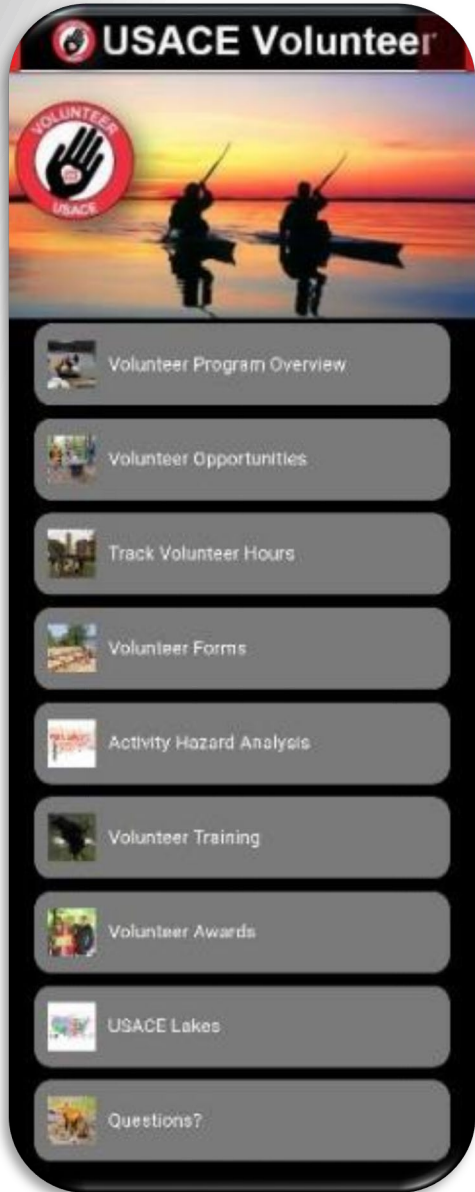 USACE Volunteer
VOLUNTEER
USACE
Volunteer Program Overview
Volunteer Opportunities
Track Volunteer Hours
Volunteer Forms
Activity Hazard Analysis
Volunteer Training
Volunteer Awards
USACE Lakes
Questions?